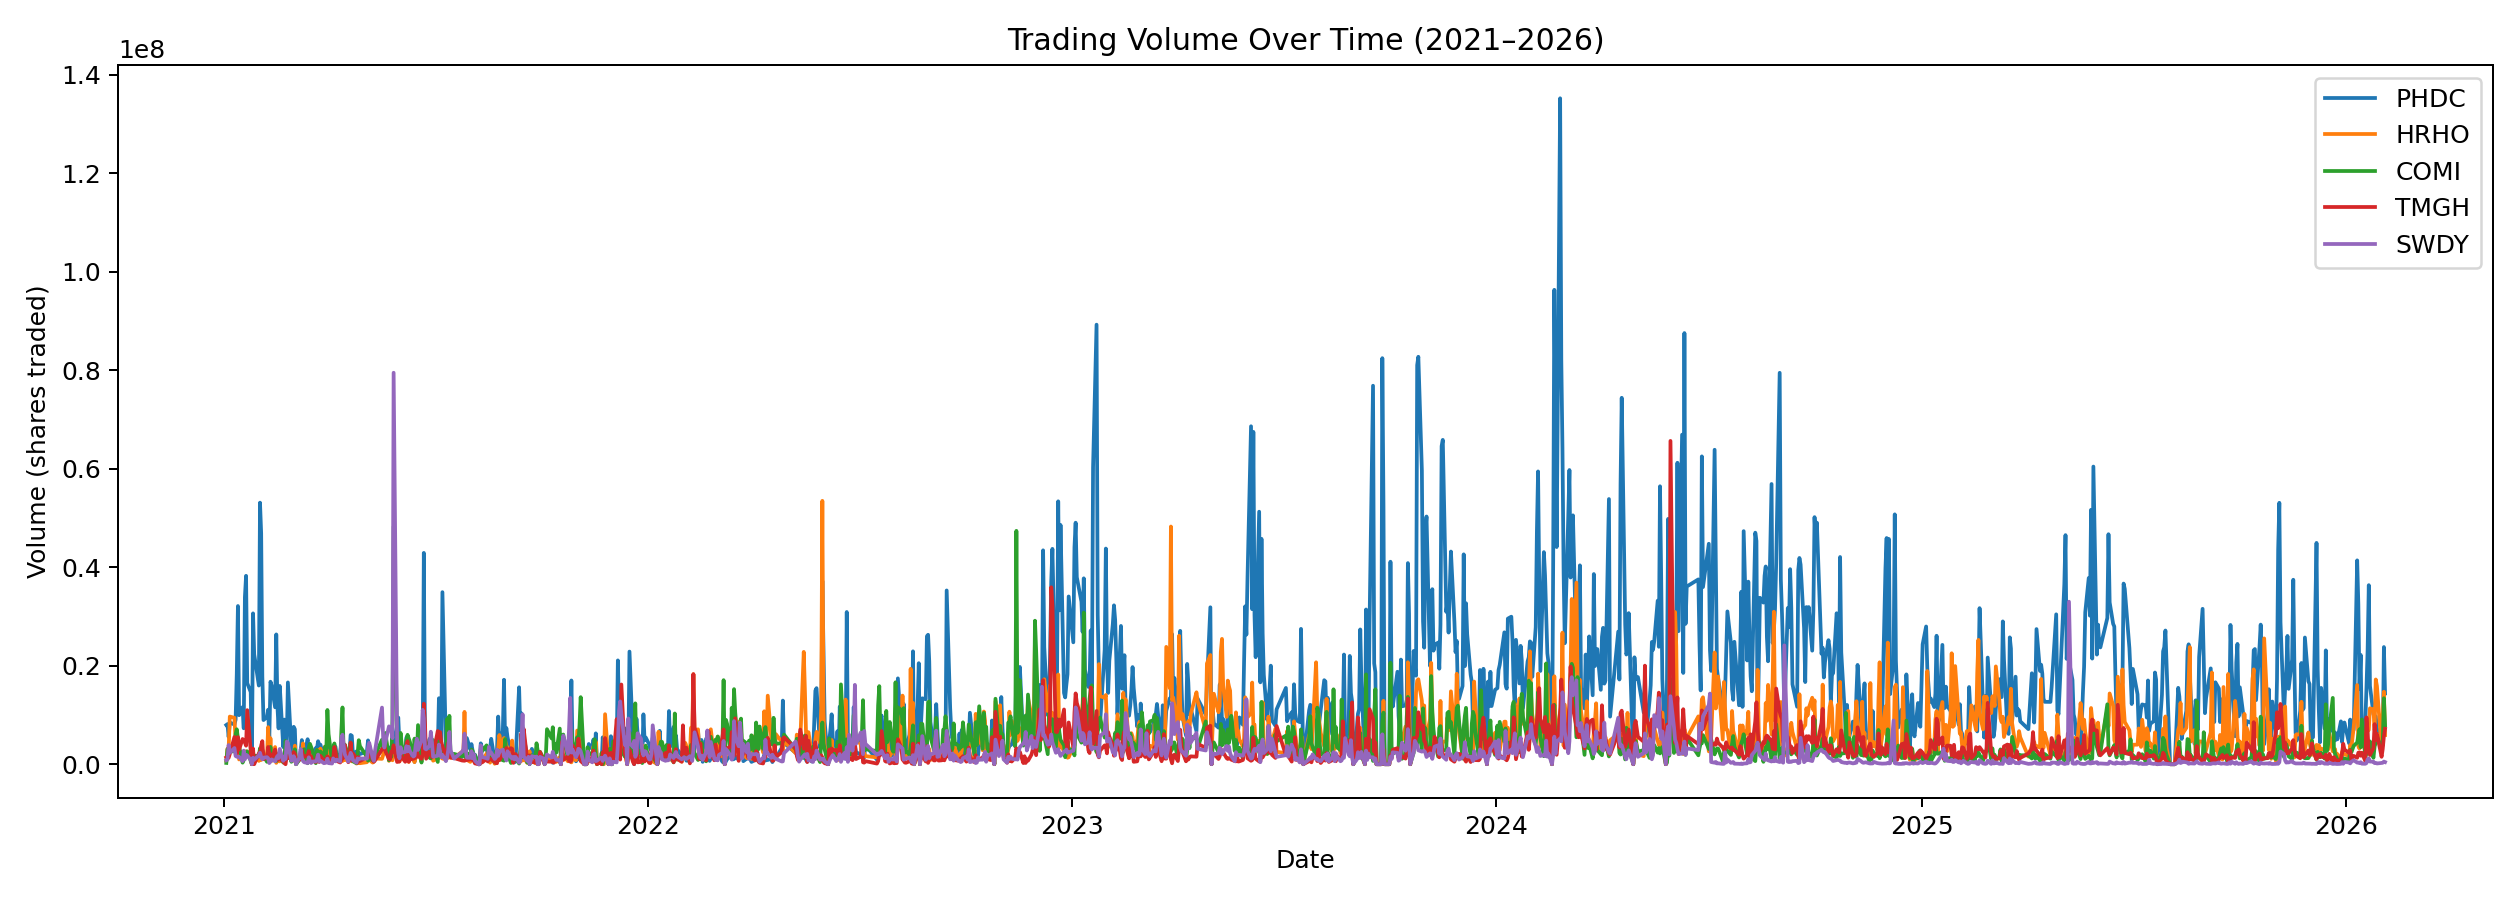 Trading Volume Over Time (2021–2026)
1e8
1.4
1.2
1.0
0.8
0.6
0.4
0.2
0.0
Volume (shares traded)
PHDC
HRHO
COMI
TMGH
SWDY
2021 2022 2023 2024 2025 2026
Date